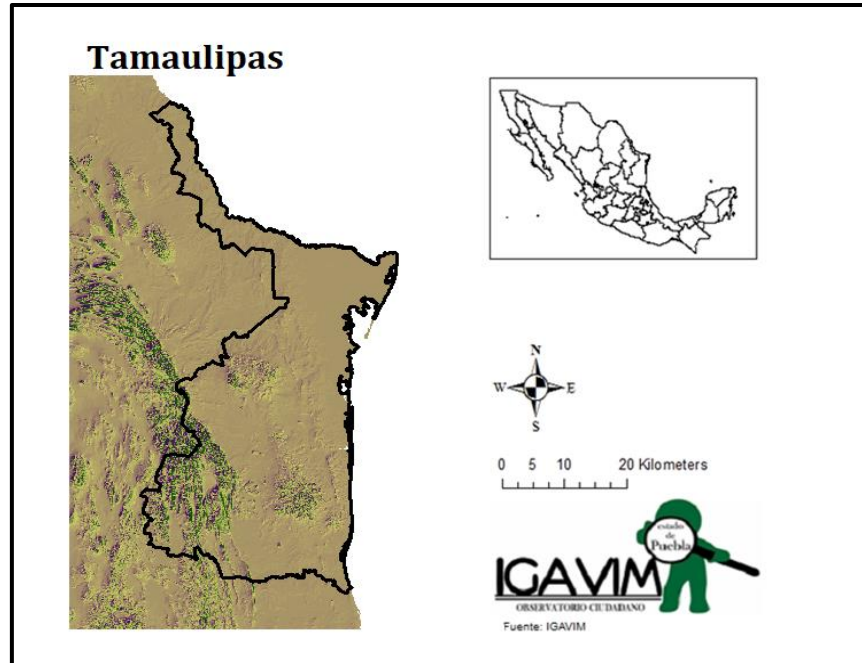 Tamaulipas
N
W E
S
0 5 10 20 Kilometers
estado
de
Puebla
IGAVIM
OBSERVATORIO CIUDADANO
Fuente: IGAVIM